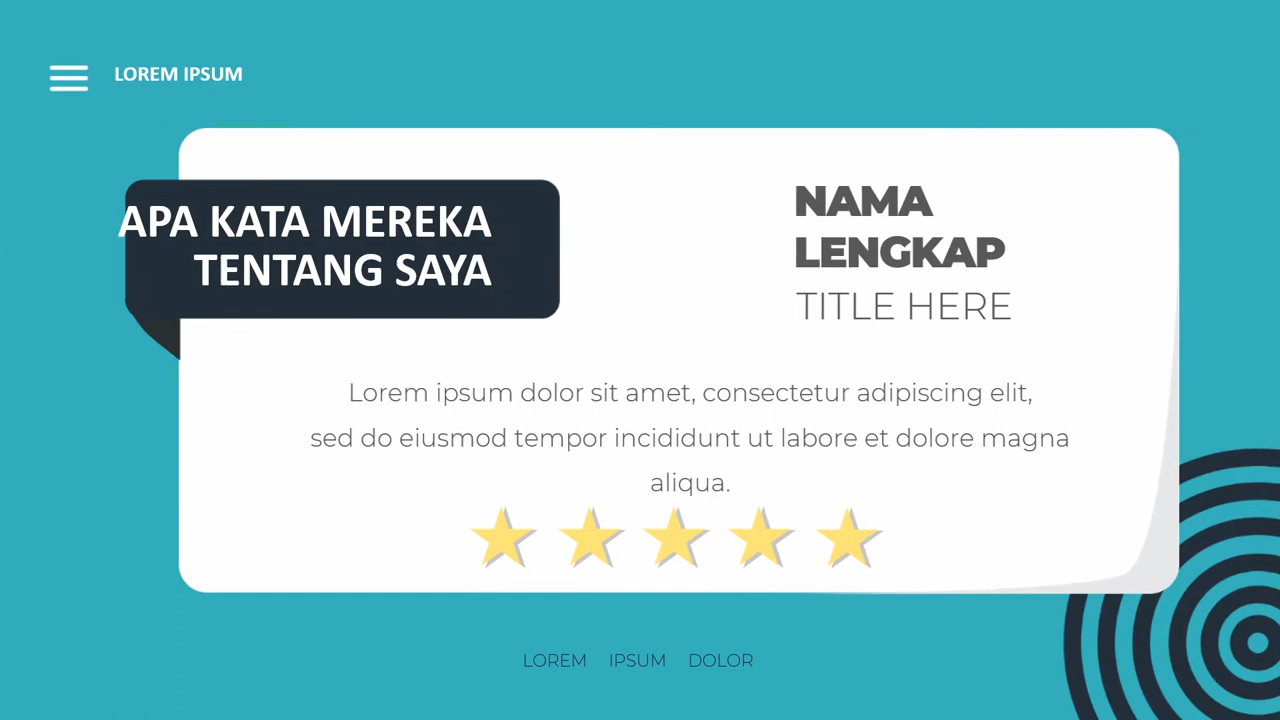 LOREM IPSUM
APA KATA MEREKA
TENTANG SAYA
NAMA
LENGKAP
TITLE HERE
Lorem ipsum dolor sit amet, consectetur adipiscing elit,
sed do eiusmod tempor incididunt ut labore et dolore magna
aliqua.
LOREM IPSUM DOLOR